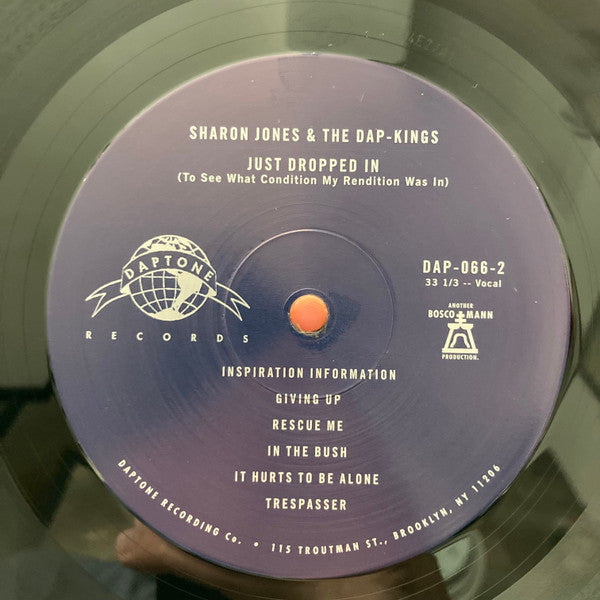 SHARON JONES & THE DAP-KINGS
JUST DROPPED IN
(To See What Condition My Rendition Was In)
DAPTONE
RECORDS
DAP-066-2
33 1/3 -- Vocal
ANOTHER
BOSCO MANN
PRODUCTION.
INSPIRATION INFORMATION
GIVING UP
RESCUE ME
IN THE BUSH
IT HURTS TO BE ALONE
TRESPASSER
DAPTONE RECORDING Co. • 115 TROUTMAN ST., BROOKLYN, NY 11206